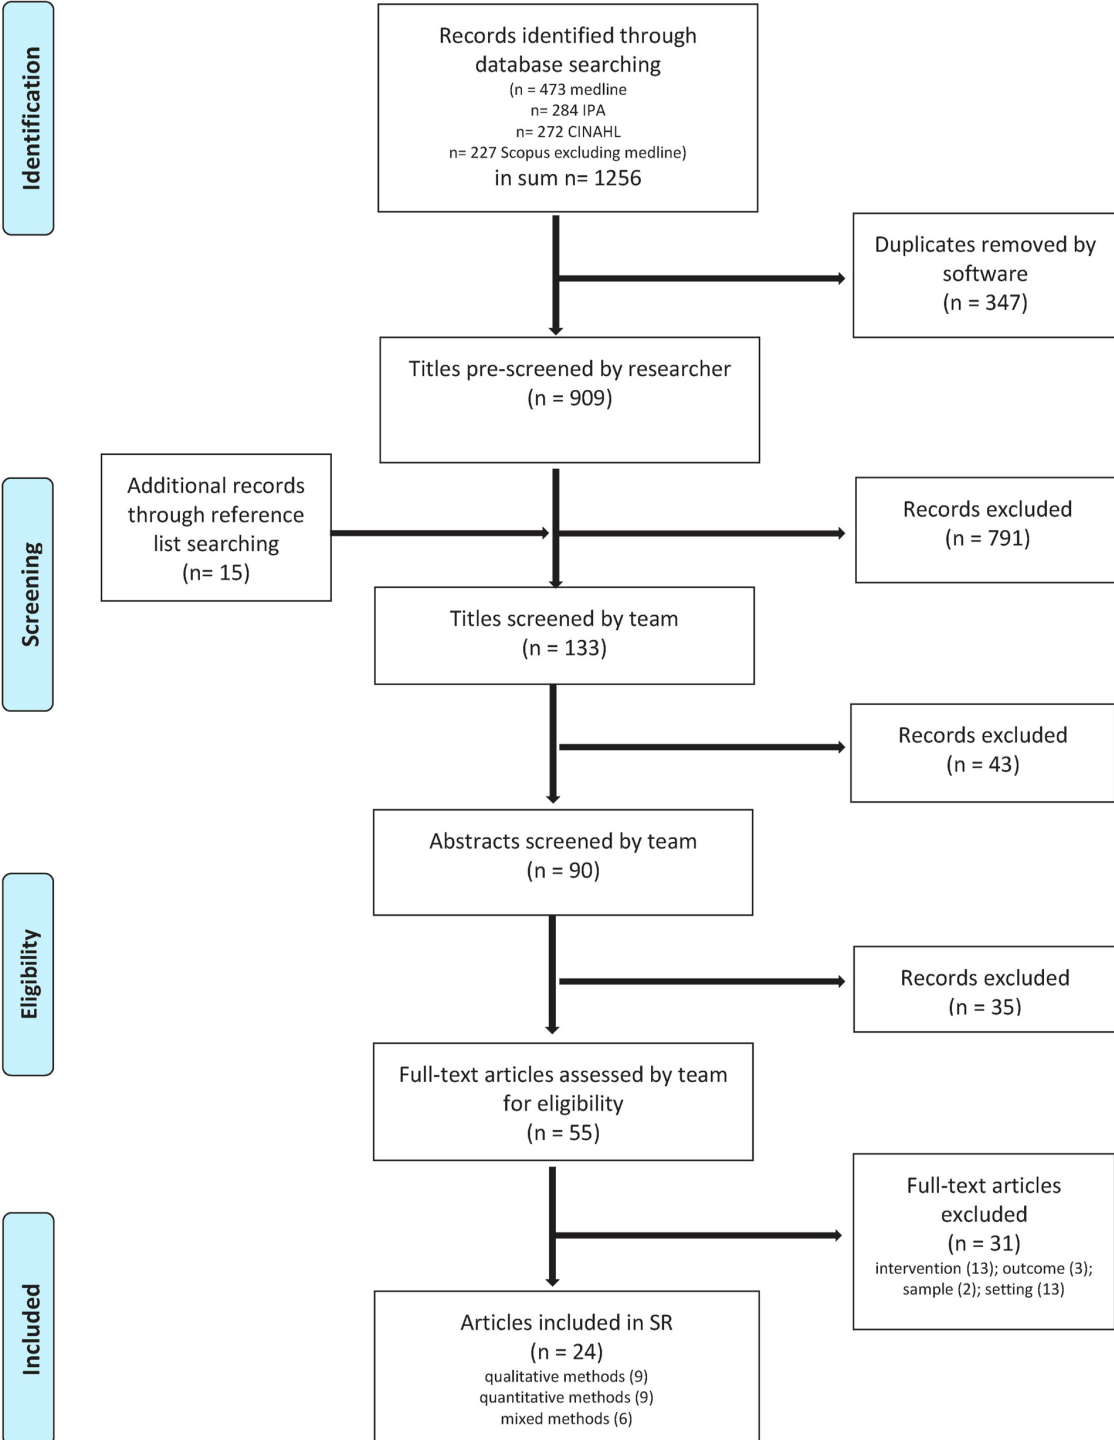 Identification
Records identified through
database searching
(n = 473 medline
n= 284 IPA
n= 272 CINAHL
n= 227 Scopus excluding medline)
in sum n= 1256
Duplicates removed by
software
(n = 347)
Titles pre-screened by researcher
(n = 909)
Screening
Additional records
through reference
list searching
(n= 15)
Records excluded
(n = 791)
Titles screened by team
(n = 133)
Records excluded
(n = 43)
Abstracts screened by team
(n = 90)
Eligibility
Records excluded
(n = 35)
Full-text articles assessed by team
for eligibility
(n = 55)
Full-text articles
excluded
(n = 31)
intervention (13); outcome (3);
sample (2); setting (13)
Included
Articles included in SR
(n = 24)
qualitative methods (9)
quantitative methods (9)
mixed methods (6)